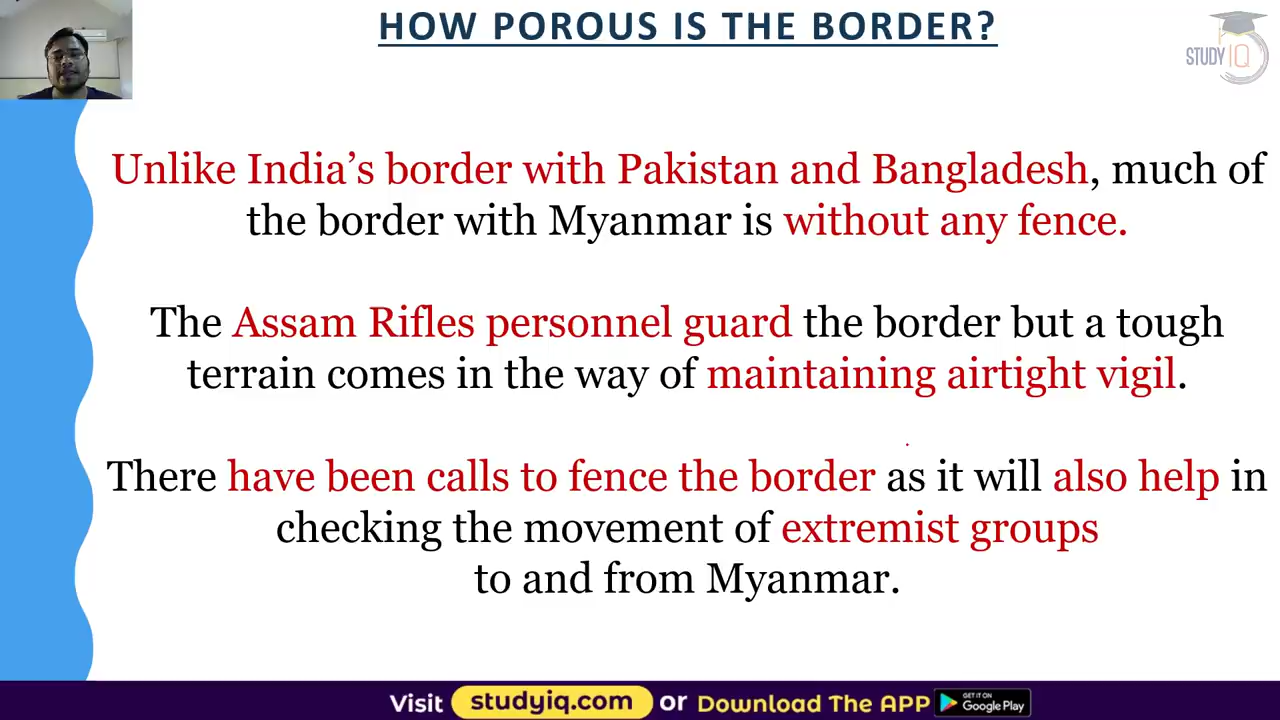 HOW POROUS IS THE BORDER?
STUDY IQ
Unlike India’s border with Pakistan and Bangladesh, much of
the border with Myanmar is without any fence.
The Assam Rifles personnel guard the border but a tough
terrain comes in the way of maintaining airtight vigil.
There have been calls to fence the border as it will also help in
checking the movement of extremist groups
to and from Myanmar.
Visit studyiq.com or Download The APP GET IT ON Google Play